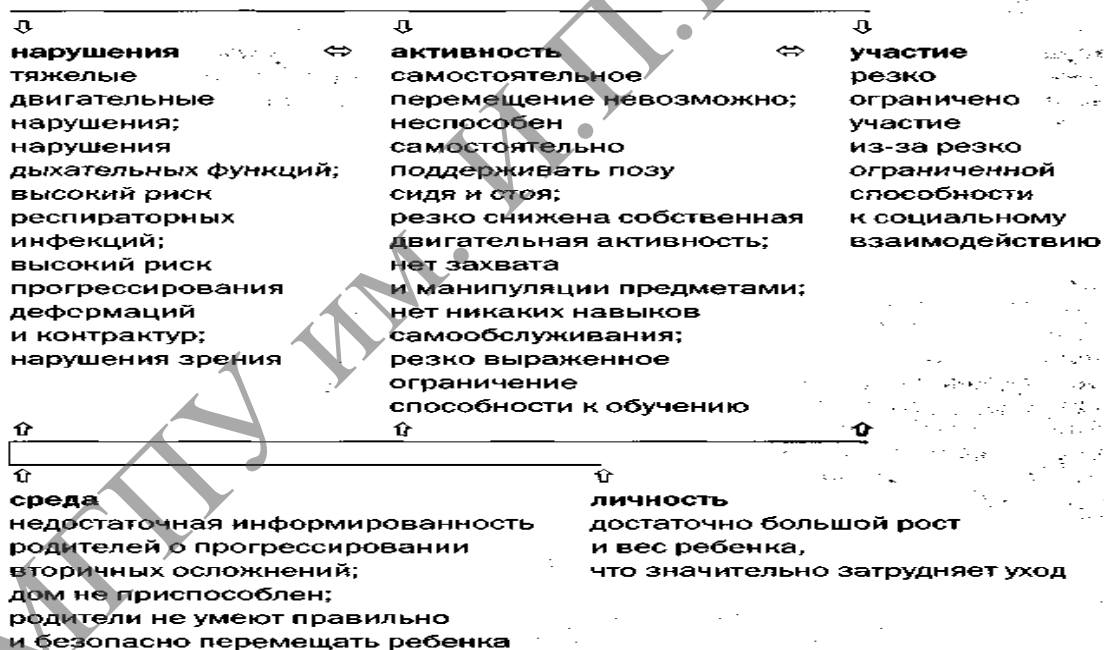 нарушения ⇔ активность ⇔ участие
тяжелые
двигательные
нарушения;
нарушения
дыхательных функций;
высокий риск
респираторных
инфекций;
высокий риск
прогрессирования
деформаций
и контрактур;
нарушения зрения
самостоятельное
перемещение невозможно;
неспособен
самостоятельно
поддерживать позу
сидя и стоя;
резко снижена собственная
двигательная активность;
нет захвата
и манипуляции предметами;
нет никаких навыков
самообслуживания;
резко выраженное
ограничение
способности к обучению
резко
ограничено
участие
из-за резко
ограниченной
способности
к социальному
взаимодействию
среда
недостаточная информированность
родителей о прогрессировании
вторичных осложнений;
дом не приспособлен;
родители не умеют правильно
и безопасно перемещать ребенка
личность
достаточно большой рост
и вес ребенка,
что значительно затрудняет уход
МГПУ им. И.П.